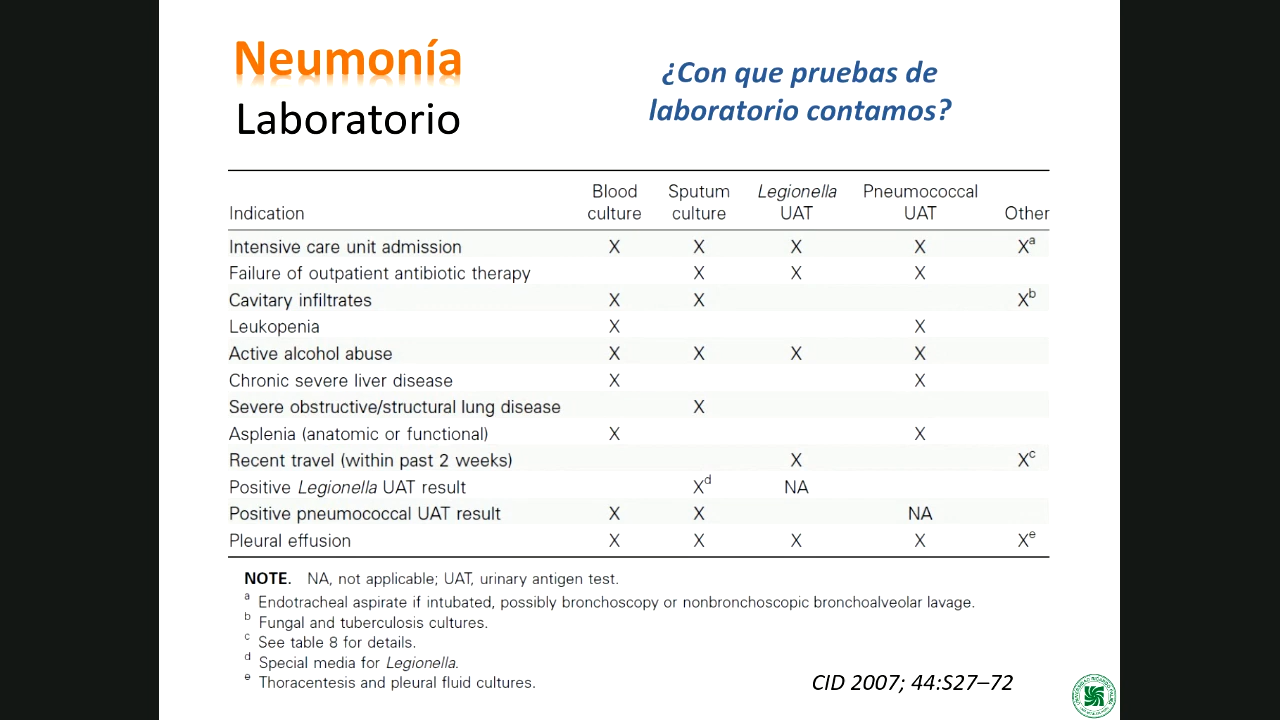 Neumonía
Laboratorio
¿Con que pruebas de
laboratorio contamos?
Indication Blood culture Sputum culture Legionella UAT Pneumococcal UAT Other
Intensive care unit admission X X X X Xa
Failure of outpatient antibiotic therapy X X X
Cavitary infiltrates X X Xb
Leukopenia X X
Active alcohol abuse X X X X
Chronic severe liver disease X X
Severe obstructive/structural lung disease X
Asplenia (anatomic or functional) X X
Recent travel (within past 2 weeks) X Xc
Positive Legionella UAT result Xd NA
Positive pneumococcal UAT result X X NA
Pleural effusion X X X X Xe
NOTE. NA, not applicable; UAT, urinary antigen test.
a Endotracheal aspirate if intubated, possibly bronchoscopy or nonbronchoscopic bronchoalveolar lavage.
b Fungal and tuberculosis cultures.
c See table 8 for details.
d Special media for Legionella.
e Thoracentesis and pleural fluid cultures.
CID 2007; 44:S27–72